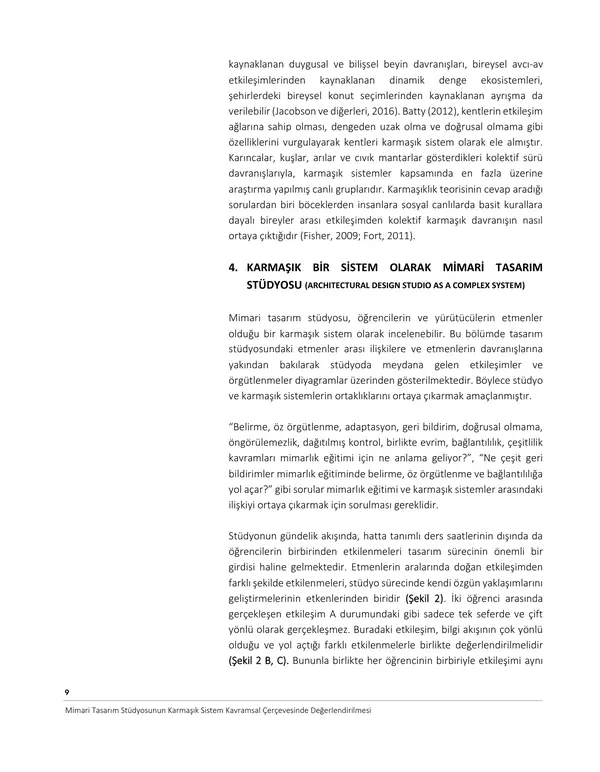 kaynaklanan duygusal ve bilişsel beyin davranışları, bireysel avcı-av
etkileşimlerinden kaynaklanan dinamik denge ekosistemleri,
şehirlerdeki bireysel konut seçimlerinden kaynaklanan ayrışma da
verilebilir (Jacobson ve diğerleri, 2016). Batty (2012), kentlerin etkileşim
ağlarına sahip olması, dengeden uzak olma ve doğrusal olmama gibi
özelliklerini vurgulayarak kentleri karmaşık sistem olarak ele almıştır.
Karıncalar, kuşlar, arılar ve cıvık mantarlar gösterdikleri kolektif sürü
davranışlarıyla, karmaşık sistemler kapsamında en fazla üzerine
araştırma yapılmış canlı gruplarıdır. Karmaşıklık teorisinin cevap aradığı
sorulardan biri böceklerden insanlara sosyal canlılarda basit kurallara
dayalı bireyler arası etkileşimden kolektif karmaşık davranışın nasıl
ortaya çıktığıdır (Fisher, 2009; Fort, 2011).
4. KARMAŞIK BİR SİSTEM OLARAK MİMARİ TASARIM
STÜDYOSU (ARCHITECTURAL DESIGN STUDIO AS A COMPLEX SYSTEM)
Mimari tasarım stüdyosu, öğrencilerin ve yürütücülerin etmenler
olduğu bir karmaşık sistem olarak incelenebilir. Bu bölümde tasarım
stüdyosundaki etmenler arası ilişkilere ve etmenlerin davranışlarına
yakından bakılarak stüdyoda meydana gelen etkileşimler ve
örgütlenmeler diyagramlar üzerinden gösterilmektedir. Böylece stüdyo
ve karmaşık sistemlerin ortaklıklarını ortaya çıkarmak amaçlanmıştır.
“Belirme, öz örgütlenme, adaptasyon, geri bildirim, doğrusal olmama,
öngörülemezlik, dağıtılmış kontrol, birlikte evrim, bağlantılılık, çeşitlilik
kavramları mimarlık eğitimi için ne anlama geliyor?”, “Ne çeşit geri
bildirimler mimarlık eğitiminde belirme, öz örgütlenme ve bağlantılılığa
yol açar?” gibi sorular mimarlık eğitimi ve karmaşık sistemler arasındaki
ilişkiyi ortaya çıkarmak için sorulması gereklidir.
Stüdyonun gündelik akışında, hatta tanımlı ders saatlerinin dışında da
öğrencilerin birbirinden etkilenmeleri tasarım sürecinin önemli bir
girdisi haline gelmektedir. Etmenlerin aralarında doğan etkileşimden
farklı şekilde etkilenmeleri, stüdyo sürecinde kendi özgün yaklaşımlarını
geliştirmelerinin etkenlerinden biridir (Şekil 2). İki öğrenci arasında
gerçekleşen etkileşim A durumundaki gibi sadece tek seferde ve çift
yönlü olarak gerçekleşmez. Buradaki etkileşim, bilgi akışının çok yönlü
olduğu ve yol açtığı farklı etkilenmelerle birlikte değerlendirilmelidir
(Şekil 2 B, C). Bununla birlikte her öğrencinin birbiriyle etkileşimi aynı
9
Mimari Tasarım Stüdyosunun Karmaşık Sistem Kavramsal Çerçevesinde Değerlendirilmesi